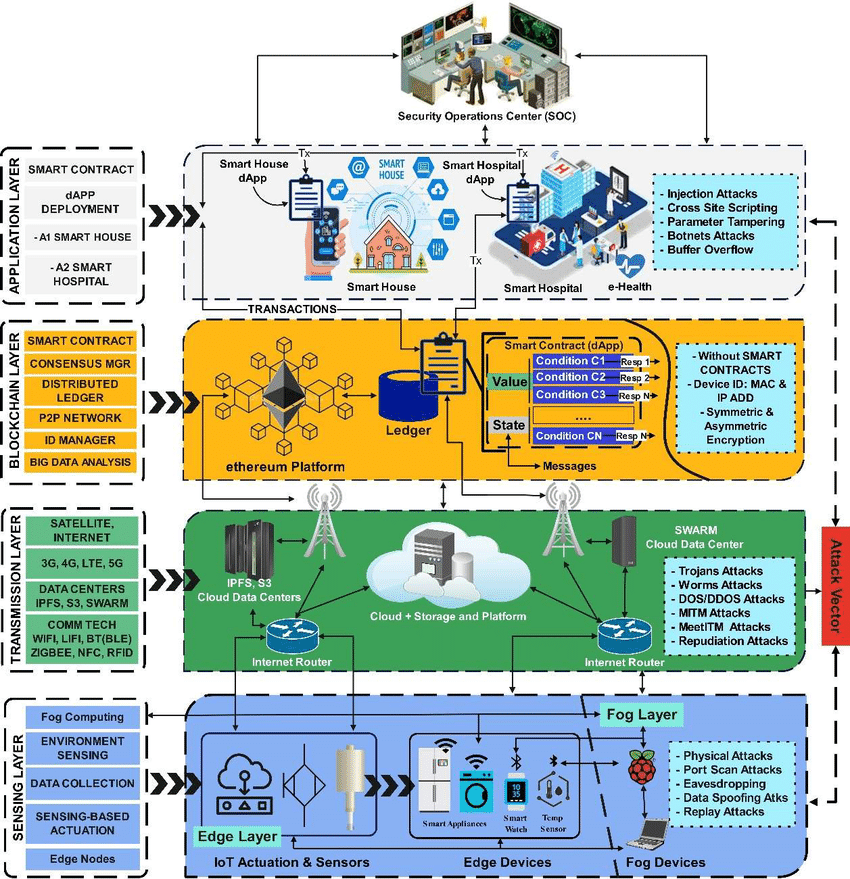 Security Operations Center (SOC)
APPLICATION LAYER
SMART CONTRACT
dAPP
DEPLOYMENT
- A1 SMART HOUSE
- A2 SMART
HOSPITAL
Tx
Tx
Smart House
dApp
SMART
HOUSE
Smart House
Smart Hospital
dApp
Tx
Smart Hospital
e-Health
- Injection Attacks
- Cross Site Scripting
- Parameter Tampering
- Botnets Attacks
- Buffer Overflow
TRANSACTIONS
BLOCKCHAIN LAYER
SMART CONTRACT
CONSENSUS MGR
DISTRIBUTED
LEDGER
P2P NETWORK
ID MANAGER
BIG DATA ANALYSIS
ethereum Platform
Ledger
Smart Contract (dApp)
Value
State
Condition C1
Resp 1
Condition C2
Resp 2
Condition C3
Resp N
....
Condition CN
Resp N
Messages
- Without SMART
CONTRACTS
- Device ID: MAC &
IP ADD
- Symmetric &
Asymmetric
Encryption
TRANSMISSION LAYER
SATELLITE,
INTERNET
3G, 4G, LTE, 5G
DATA CENTERS
IPFS, S3, SWARM
COMM TECH
WIFI, LIFI, BT(BLE)
ZIGBEE, NFC, RFID
IPFS, S3
Cloud Data Centers
Cloud + Storage and Platform
SWARM
Cloud Data Center
Internet Router
Internet Router
- Trojans Attacks
- Worms Attacks
- DOS/DDOS Attacks
- MITM Attacks
- MeetITM Attacks
- Repudiation Attacks
Attack Vector
SENSING LAYER
Fog Computing
ENVIRONMENT
SENSING
DATA COLLECTION
SENSING-BASED
ACTUATION
Edge Nodes
Edge Layer
IoT Actuation & Sensors
Smart Appliances
10
35
Smart
Watch
Temp
Sensor
Edge Devices
Fog Layer
Fog Devices
- Physical Attacks
- Port Scan Attacks
- Eavesdropping
- Data Spoofing Atks
- Replay Attacks